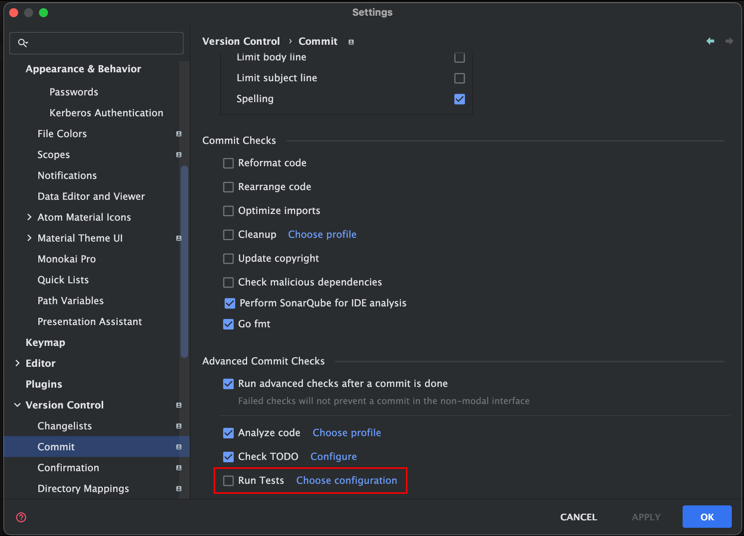 Settings
Version Control › Commit
Appearance & Behavior
Passwords
Kerberos Authentication
File Colors
Scopes
Notifications
Data Editor and Viewer
Atom Material Icons
Material Theme UI
Monokai Pro
Quick Lists
Path Variables
Presentation Assistant
Keymap
Editor
Plugins
Version Control
Changelists
Commit
Confirmation
Directory Mappings
Limit body line
Limit subject line
Spelling
Commit Checks
Reformat code
Rearrange code
Optimize imports
Cleanup Choose profile
Update copyright
Check malicious dependencies
Perform SonarQube for IDE analysis
Go fmt
Advanced Commit Checks
Run advanced checks after a commit is done
Failed checks will not prevent a commit in the non-modal interface
Analyze code Choose profile
Check TODO Configure
Run Tests Choose configuration
?
CANCEL APPLY OK